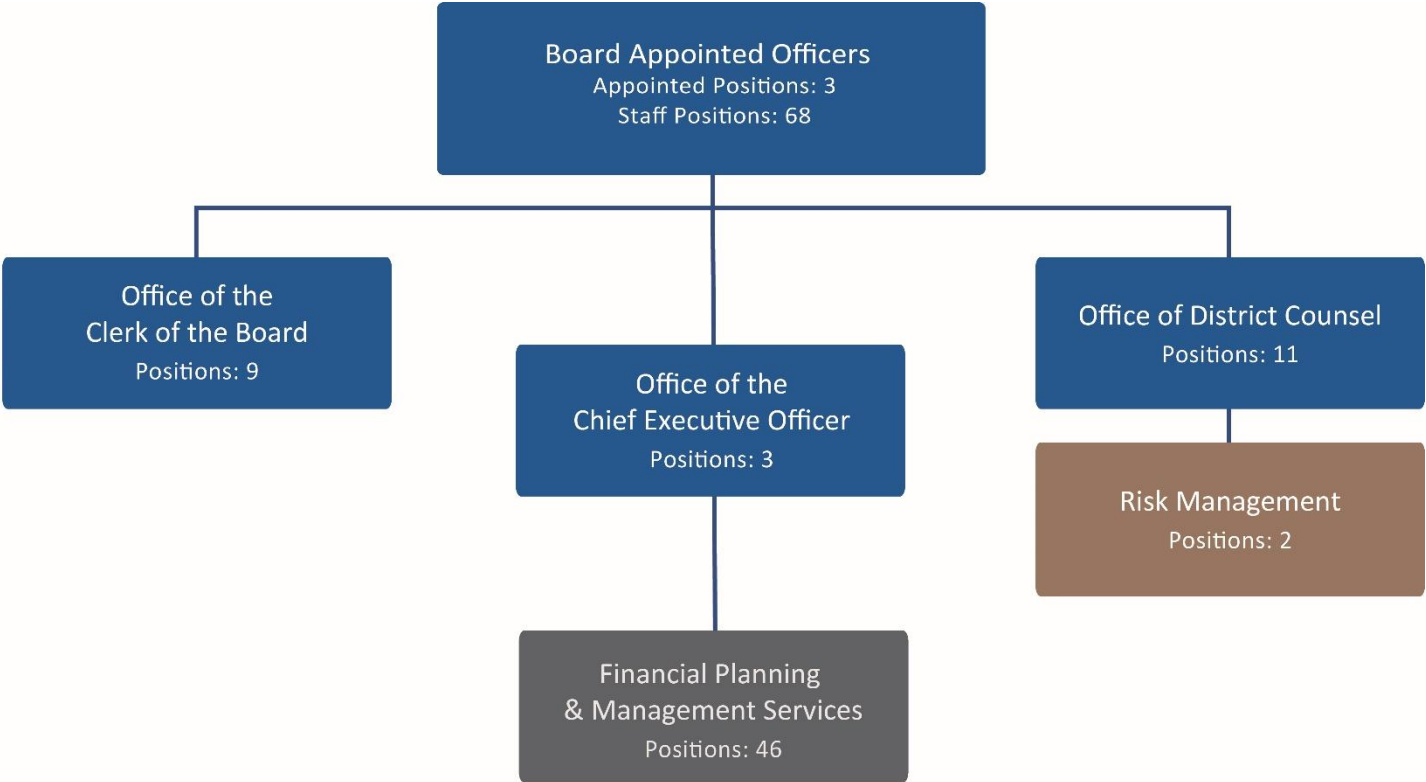 Board Appointed Officers
Appointed Positions: 3
Staff Positions: 68
Office of the
Clerk of the Board
Positions: 9
Office of the
Chief Executive Officer
Positions: 3
Office of District Counsel
Positions: 11
Risk Management
Positions: 2
Financial Planning
& Management Services
Positions: 46